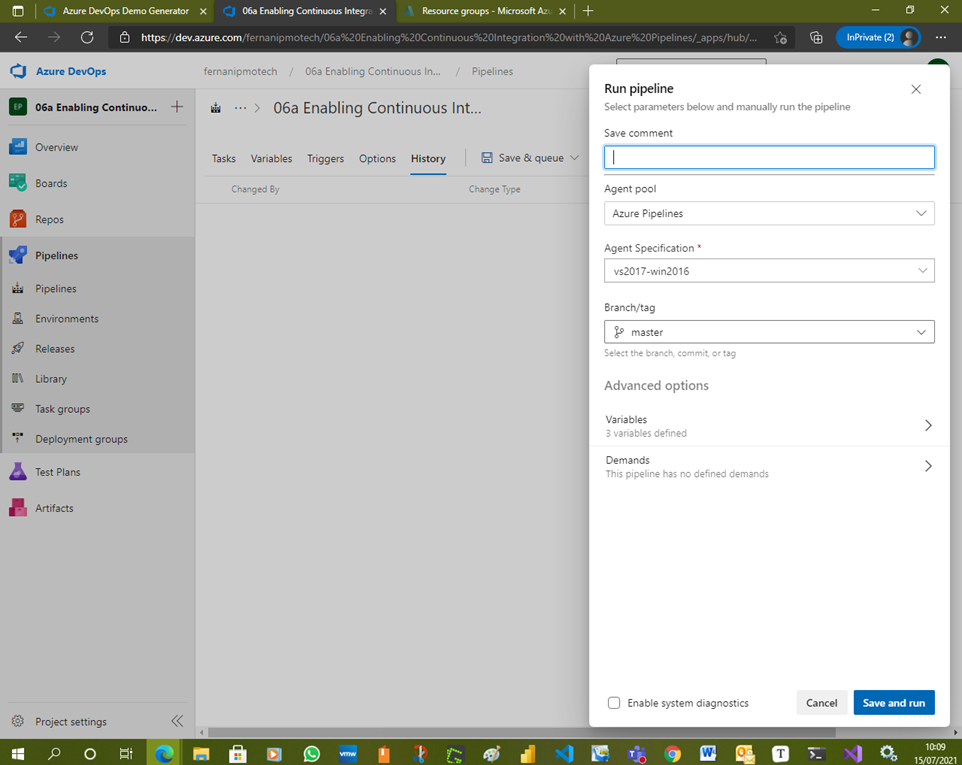 Azure DevOps Demo Generator
06a Enabling Continuous Integra
Resource groups - Microsoft Az
https://dev.azure.com/fernanipmotech/06a%20Enabling%20Continuous%20Integration%20with%20Azure%20Pipelines/_apps/hub/...
InPrivate (2)
Azure DevOps
fernanipmotech / 06a Enabling Continuous In... / Pipelines
EP 06a Enabling Continuo...
Overview
Boards
Repos
Pipelines
Pipelines
Environments
Releases
Library
Task groups
Deployment groups
Test Plans
Artifacts
Project settings
06a Enabling Continuous Int...
Tasks Variables Triggers Options History Save & queue
Changed By Change Type
Run pipeline
Select parameters below and manually run the pipeline
Save comment
Agent pool
Azure Pipelines
Agent Specification *
vs2017-win2016
Branch/tag
master
Select the branch, commit, or tag
Advanced options
Variables
3 variables defined
Demands
This pipeline has no defined demands
Enable system diagnostics
Cancel
Save and run
vmw
10:09
15/07/2021